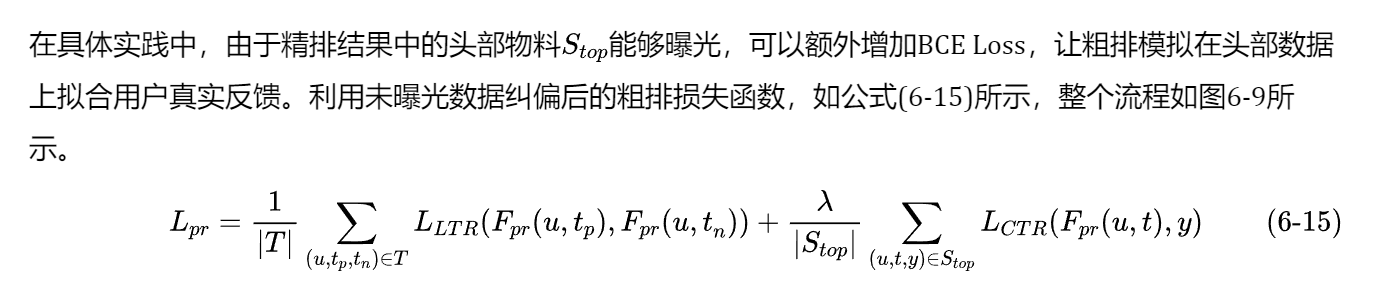 在具体实践中，由于精排结果中的头部物料$S_{top}$能够曝光，可以额外增加BCE Loss，让粗排模拟在头部数据
上拟合用户真实反馈。利用未曝光数据纠偏后的粗排损失函数，如公式(6-15)所示，整个流程如图6-9所
示。
$L_{pr} = \frac{1}{|T|} \sum_{(u,t_p,t_n)\in T} L_{LTR}(F_{pr}(u,t_p),F_{pr}(u,t_n)) + \frac{\lambda}{|S_{top}|} \sum_{(u,t,y)\in S_{top}} L_{CTR}(F_{pr}(u,t),y)$ (6-15)